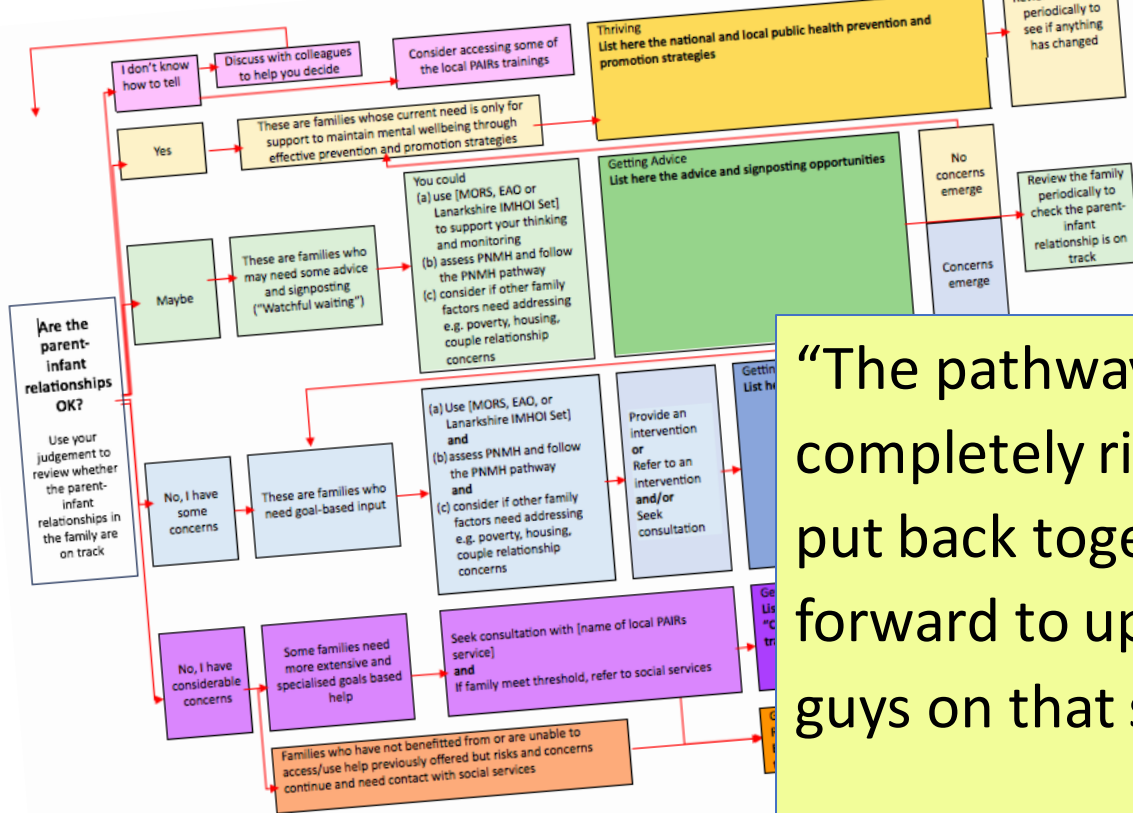 I don't know
how to tell
Discuss with colleagues
to help you decide
Consider accessing some of
the local PAIRs trainings
Thriving
List here the national and local public health prevention and
promotion strategies
periodically to
see if anything
has changed
Yes
These are families whose current need is only for
support to maintain mental wellbeing through
effective prevention and promotion strategies
Maybe
These are families who
may need some advice
and signposting
("Watchful waiting")
You could
(a) use [MORS, EAO or
Lanarkshire IMHOI Set]
to support your thinking
and monitoring
(b) assess PNMH and follow
the PNMH pathway
(c) consider if other family
factors need addressing
e.g. poverty, housing,
couple relationship
concerns
Getting Advice
List here the advice and signposting opportunities
No
concerns
emerge
Concerns
emerge
Review the family
periodically to
check the parent-
infant
relationship is on
track
Are the
parent-
infant
relationships
OK?
Use your
judgement to
review whether
the parent-
infant
relationships in
the family are
on track
No, I have
some
concerns
These are families who
need goal-based input
(a) Use [MORS, EAO, or
Lanarkshire IMHOI Set]
and
(b) assess PNMH and follow
the PNMH pathway
and
(c) consider if other family
factors need addressing
e.g. poverty, housing,
couple relationship
concerns
Provide an
intervention
or
Refer to an
intervention
and/or
Seek
consultation
No, I have
considerable
concerns
Some families need
more extensive and
specialised goals based
help
Seek consultation with [name of local PAIRs
service]
and
If family meet threshold, refer to social services
Families who have not benefitted from or are unable to
access/use help previously offered but risks and concerns
continue and need contact with social services
“The pathway
completely ri
put back toge
forward to up
guys on that s